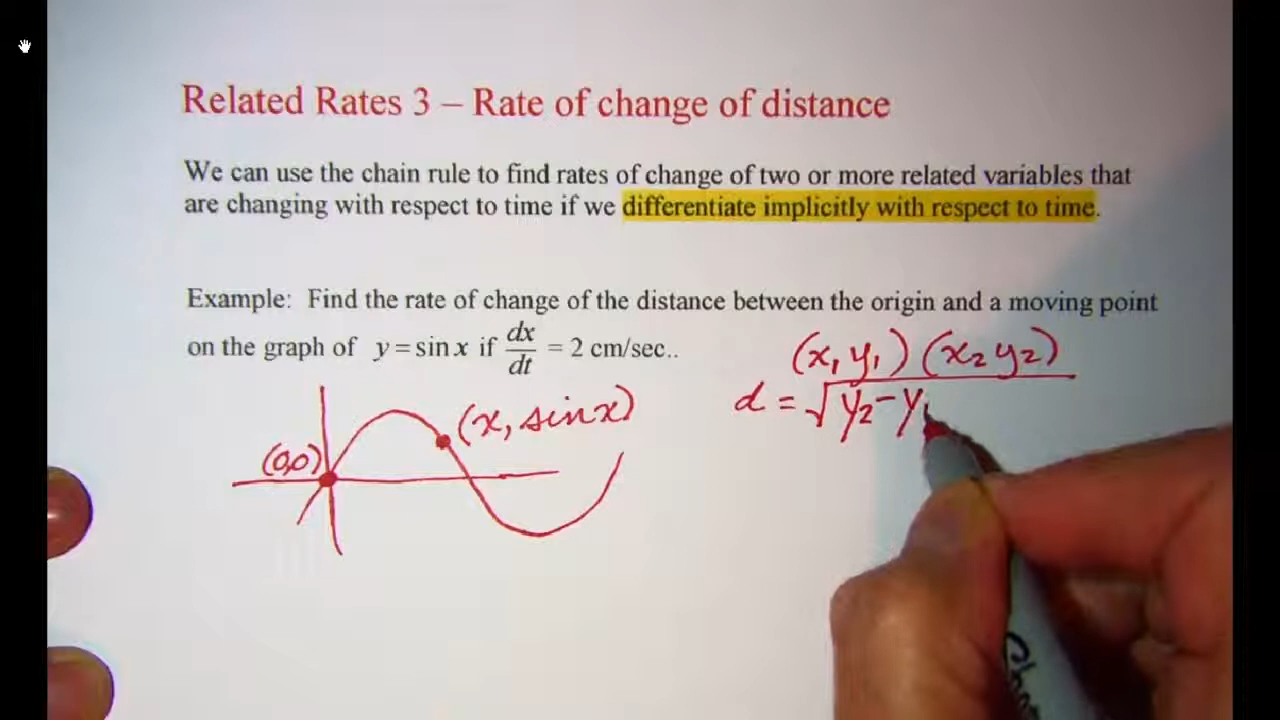 Related Rates 3 – Rate of change of distance
We can use the chain rule to find rates of change of two or more related variables that
are changing with respect to time if we differentiate implicitly with respect to time.
Example: Find the rate of change of the distance between the origin and a moving point
on the graph of y = sin x if dx/dt = 2 cm/sec..
(x₁ y₁) (x₂ y₂)
d = √y₂ - y₁
(x, sin x)
(0,0)